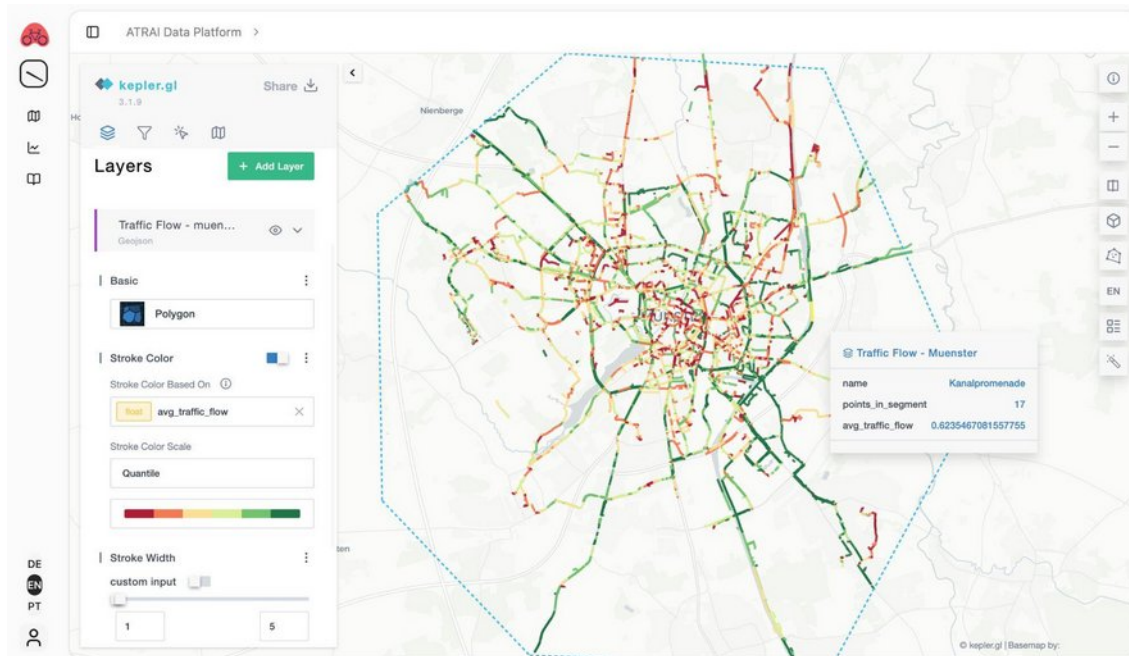 ATRAI Data Platform >
kepler.gl
3.1.9
Share
Layers
+ Add Layer
Traffic Flow - muen...
Geojson
Basic
Polygon
Stroke Color
Stroke Color Based On
float avg_traffic_flow
Stroke Color Scale
Quantile
Stroke Width
custom input
1 5
DE
EN
PT
Nienberge
EN
Traffic Flow - Muenster
name Kanalpromenade
points_in_segment 17
avg_traffic_flow 0.6235467081557755
© kepler.gl | Basemap by: